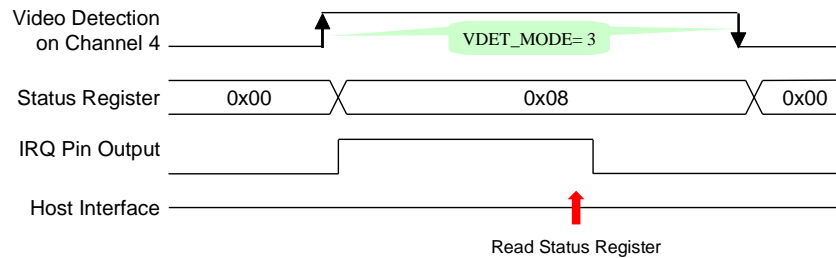 Video Detection
on Channel 4
VDET_MODE= 3
Status Register
0x00
0x08
0x00
IRQ Pin Output
Host Interface
Read Status Register